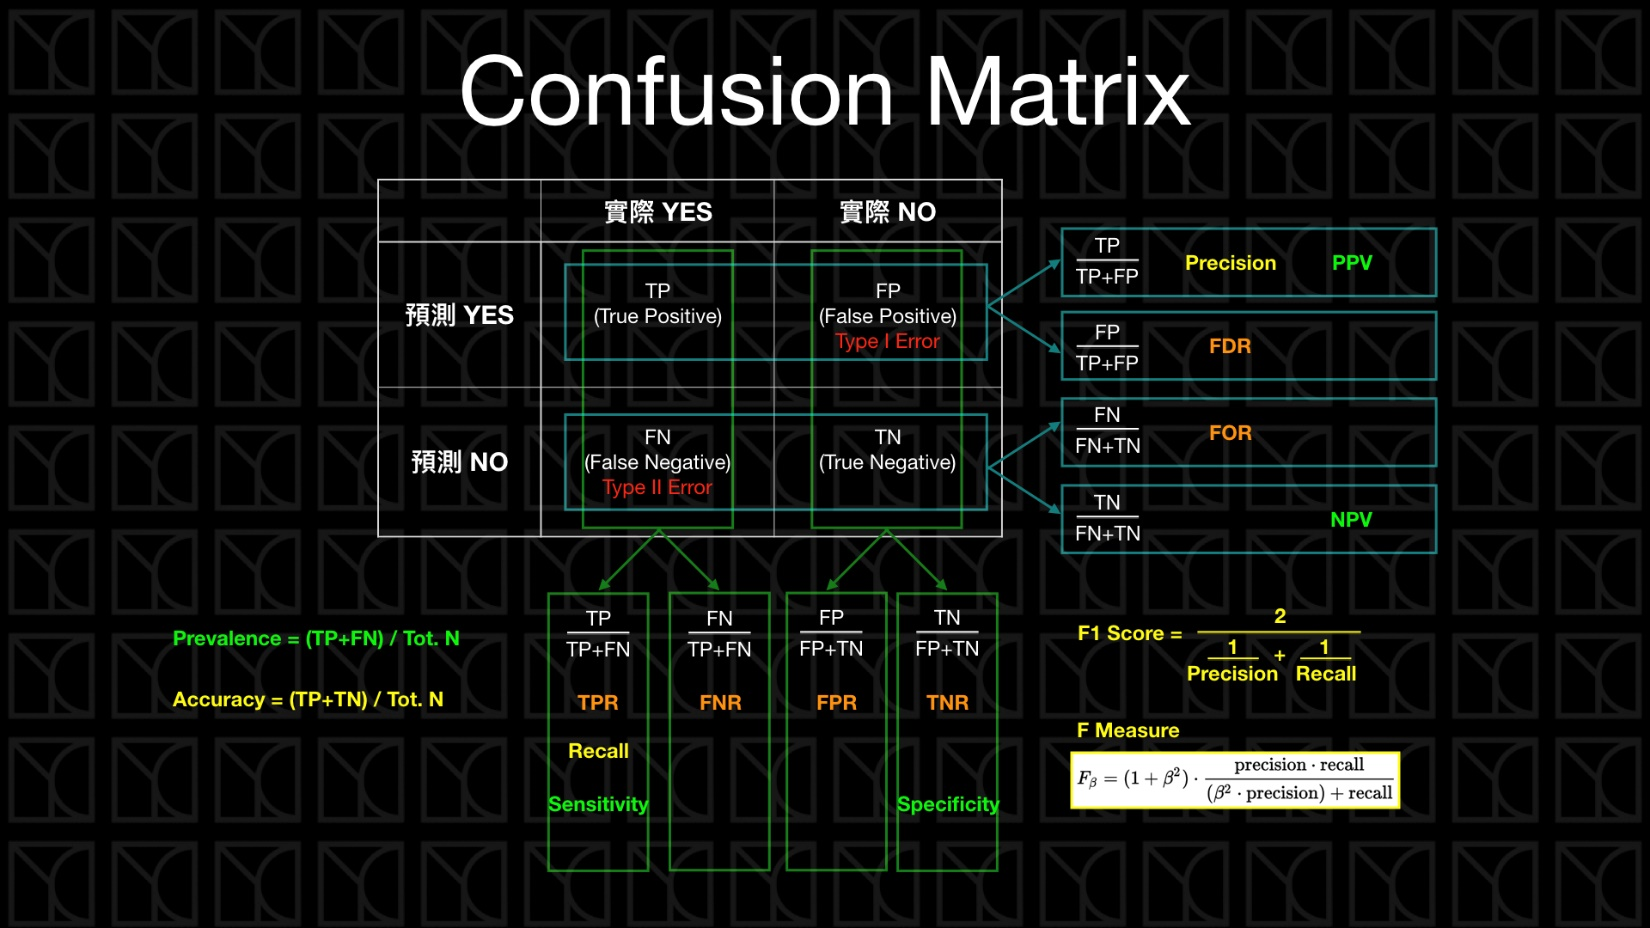 Confusion Matrix
實際 YES
實際 NO
預測 YES
TP
(True Positive)
FP
(False Positive)
Type I Error
預測 NO
FN
(False Negative)
Type II Error
TN
(True Negative)
TP
TP+FP
Precision
PPV
FP
TP+FP
FDR
FN
FN+TN
FOR
TN
FN+TN
NPV
TP
TP+FN
TPR
Recall
Sensitivity
FN
TP+FN
FNR
FP
FP+TN
FPR
TN
FP+TN
TNR
Specificity
Prevalence = (TP+FN) / Tot. N
Accuracy = (TP+TN) / Tot. N
F1 Score =
2
1
Precision
+
1
Recall
F Measure
Fβ = (1 + β²) ·
precision · recall
(β² · precision) + recall